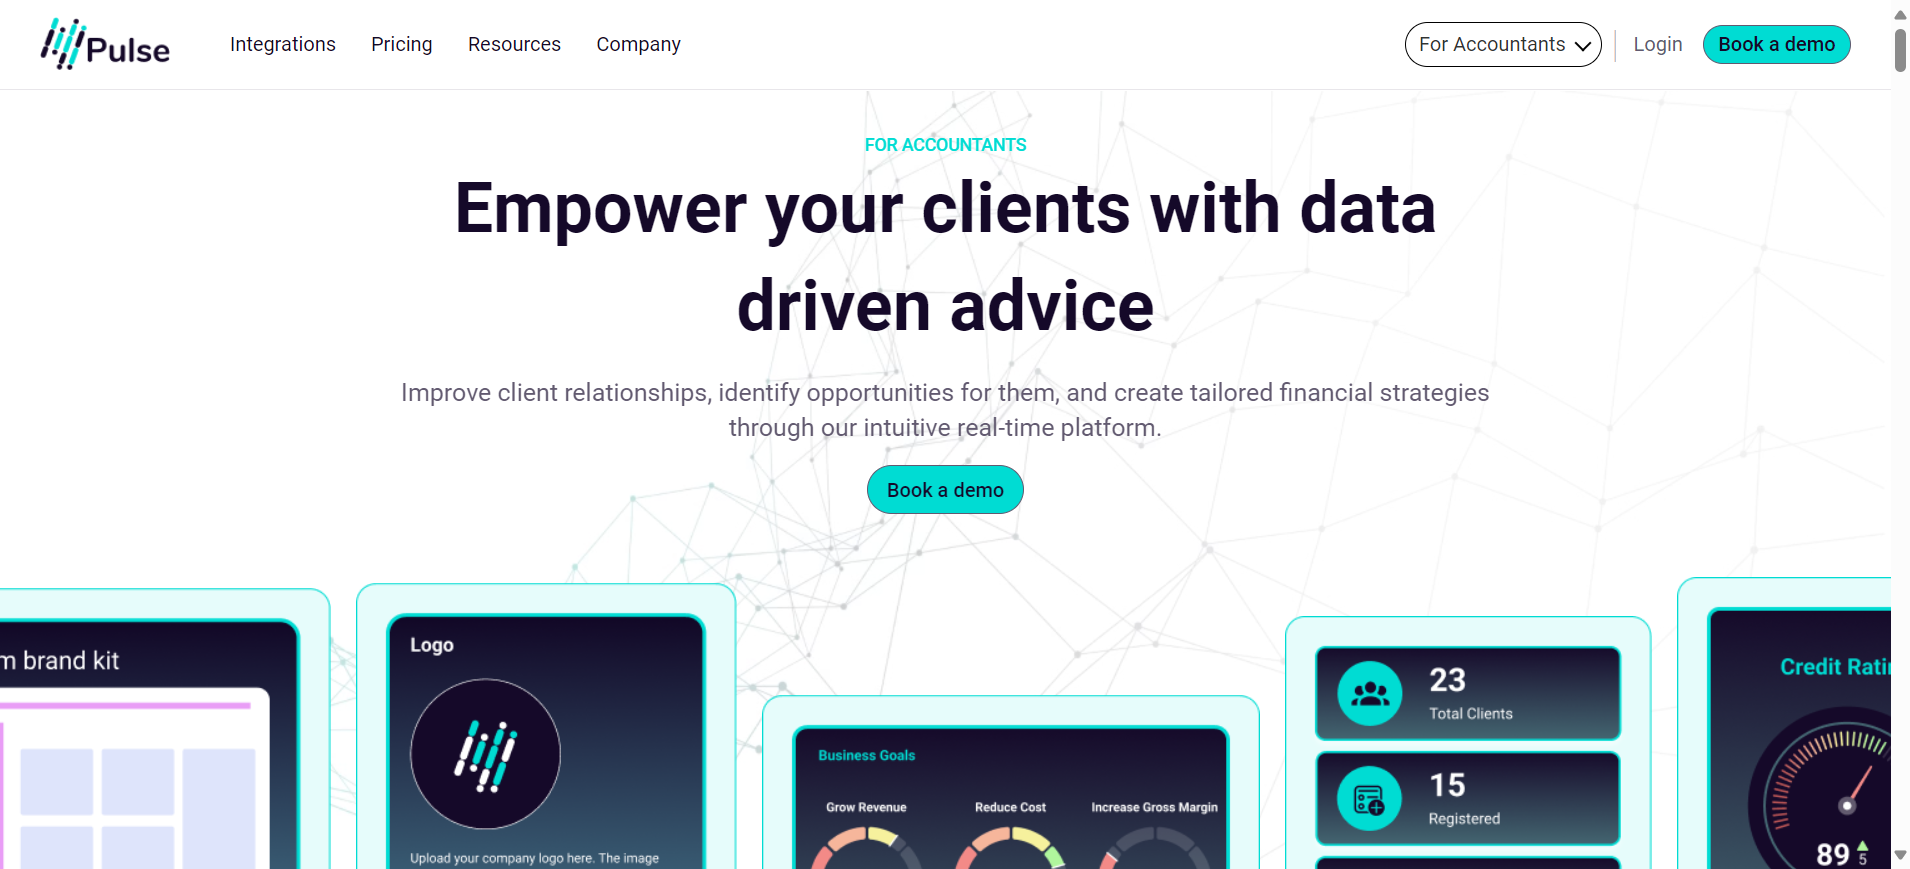 Pulse
Integrations
Pricing
Resources
Company
For Accountants
Login
Book a demo
FOR ACCOUNTANTS
Empower your clients with data
driven advice
Improve client relationships, identify opportunities for them, and create tailored financial strategies
through our intuitive real-time platform.
Book a demo
brand kit
Logo
Upload your company logo here. The image
Business Goals
Grow Revenue
Reduce Cost
Increase Gross Margin
23
Total Clients
15
Registered
Credit
89
5